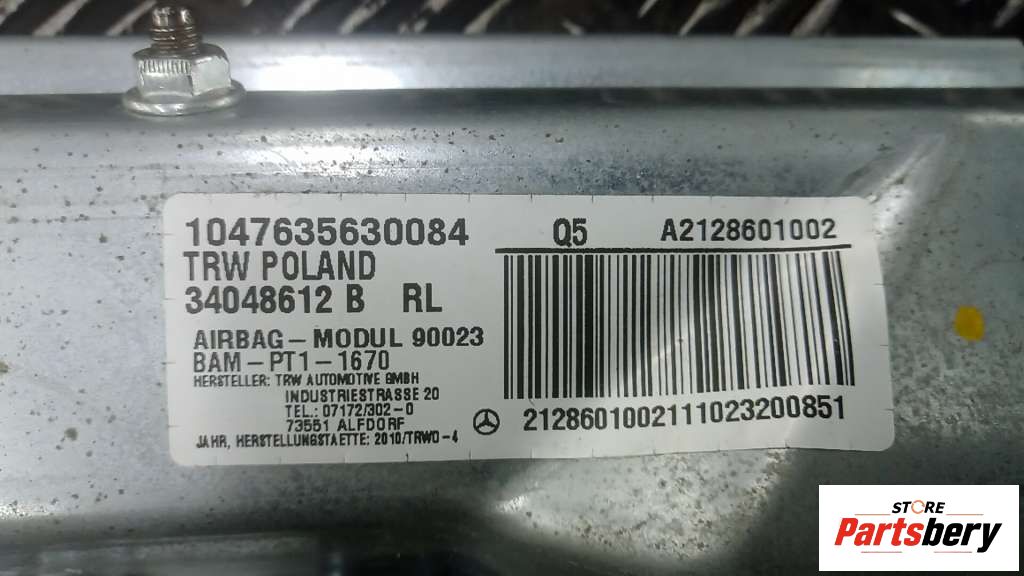 1047635630084 Q5 A2128601002
TRW POLAND
34048612 B RL
AIRBAG-MODUL 90023
BAM-PT1-1670
HERSTELLER: TRW AUTOMOTIVE GMBH
INDUSTRIESTRASSE 20
TEL.: 07172/302-0
73551 ALFDORF
JAHR, HERSTELLUNGSTAETTE: 2010/TRWO-4
2128601002111023200851
STORE
Partsbery